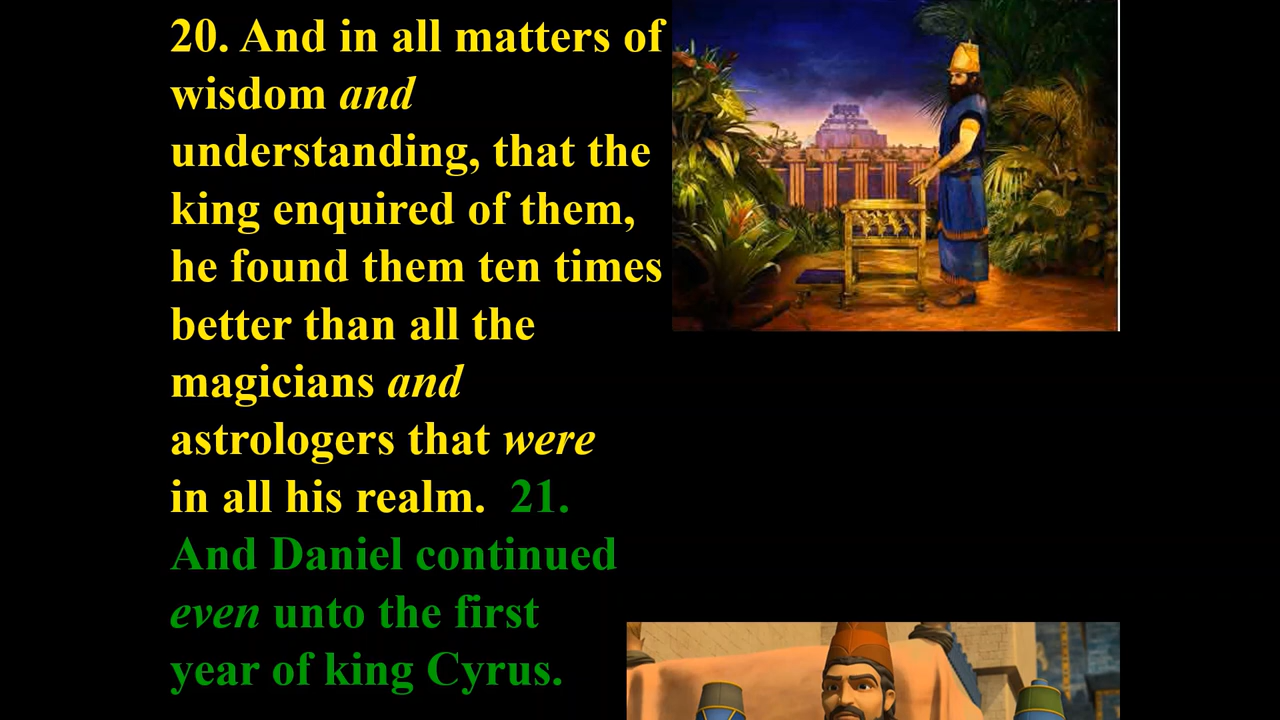 20. And in all matters of
wisdom and
understanding, that the
king enquired of them,
he found them ten times
better than all the
magicians and
astrologers that were
in all his realm.  21.
And Daniel continued
even unto the first
year of king Cyrus.